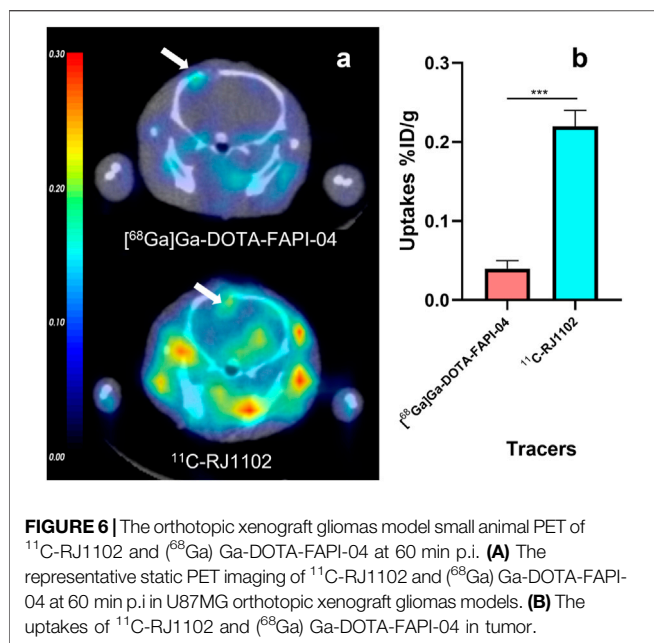 a
0.30
0.20
0.10
0.00
[⁶⁸Ga]Ga-DOTA-FAPI-04
¹¹C-RJ1102
b
***
Uptakes %ID/g
0.3
0.2
0.1
0.0
[⁶⁸Ga]Ga-DOTA-FAPI-04
¹¹C-RJ1102
Tracers
FIGURE 6 | The orthotopic xenograft gliomas model small animal PET of
¹¹C-RJ1102 and (⁶⁸Ga) Ga-DOTA-FAPI-04 at 60 min p.i. (A) The
representative static PET imaging of ¹¹C-RJ1102 and (⁶⁸Ga) Ga-DOTA-FAPI-
04 at 60 min p.i in U87MG orthotopic xenograft gliomas models. (B) The
uptakes of ¹¹C-RJ1102 and (⁶⁸Ga) Ga-DOTA-FAPI-04 in tumor.